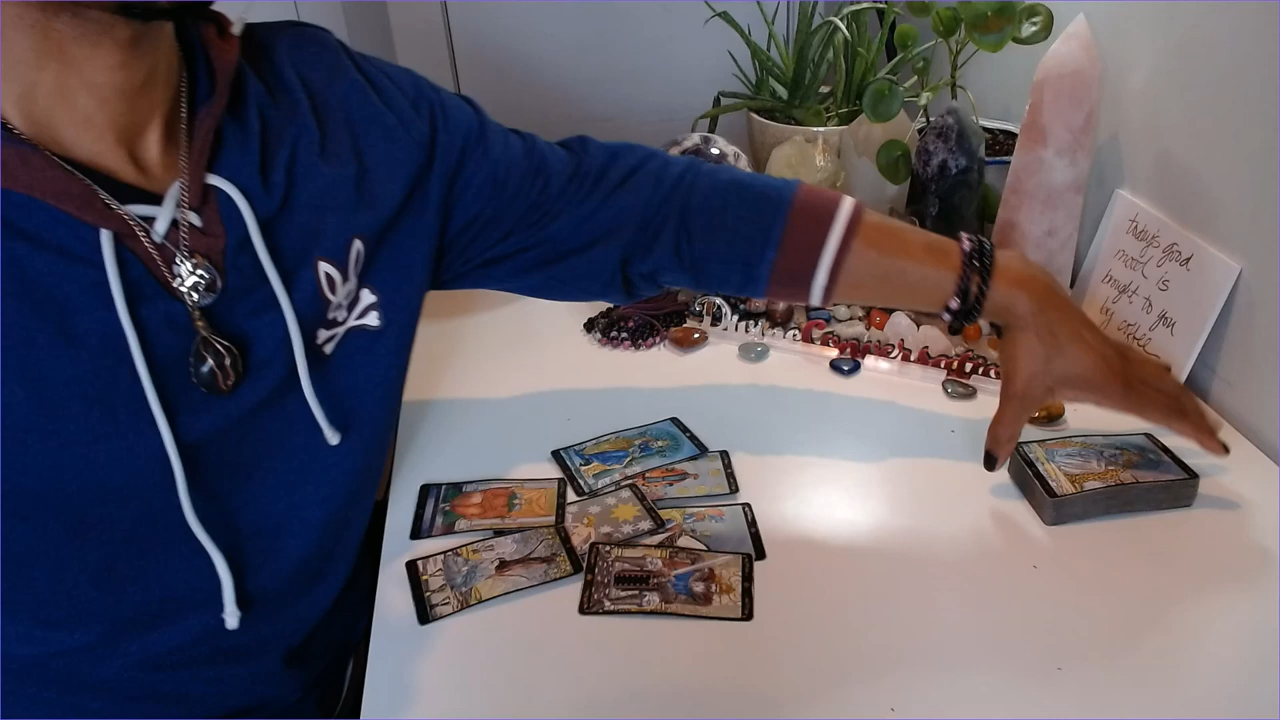 today's good
mood is
brought to you
by coffee
Divine Conversations